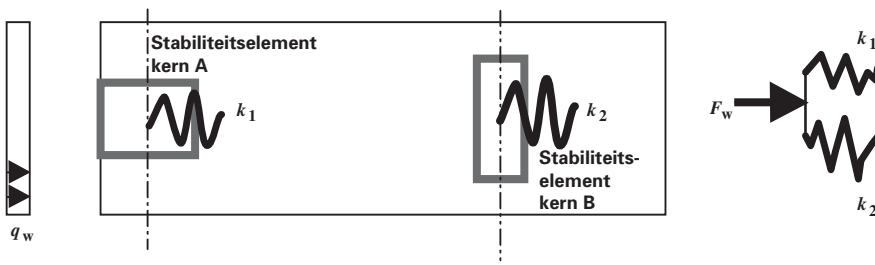 Stabiliteitselement
kern A
k1
k2
Stabiliteits-
element
kern B
qw
Fw
k1
k2